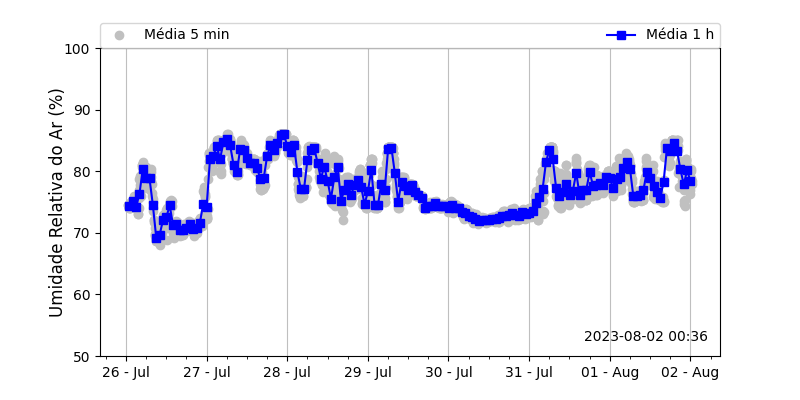 Média 5 min
Média 1 h
100
90
80
70
60
50
Umidade Relativa do Ar (%)
2023-08-02 00:36
26 - Jul
27 - Jul
28 - Jul
29 - Jul
30 - Jul
31 - Jul
01 - Aug
02 - Aug